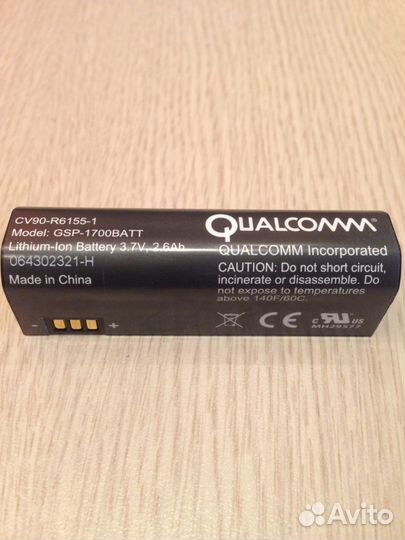 CV90-R6155-1
Model: GSP-1700BATT
Lithium-Ion Battery 3.7V, 2.6Ah
064302321-H
Made in China
- +
QUALCOMM
QUALCOMM Incorporated
CAUTION: Do not short circuit,
incinerate or disassemble.
Do not expose to temperatures
above 140F/60C.
CE
c RU us
MH29577
Avito